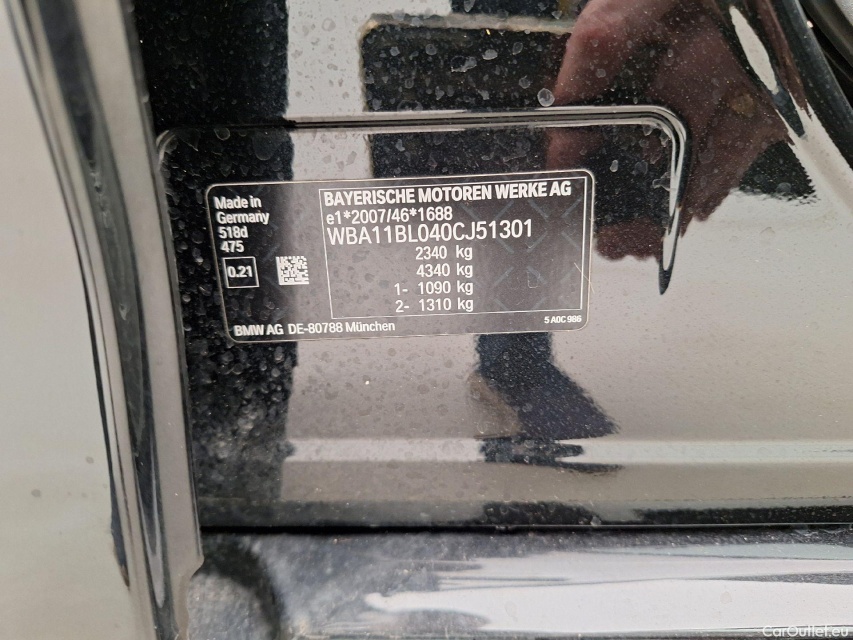 Made in
Germany
518d
475
0.21
BAYERISCHE MOTOREN WERKE AG
e1*2007/46*1688
WBA11BL040CJ51301
2340 kg
4340 kg
1- 1090 kg
2- 1310 kg
BMW AG DE-80788 München
5 A0C 986
CarOutlet.eu